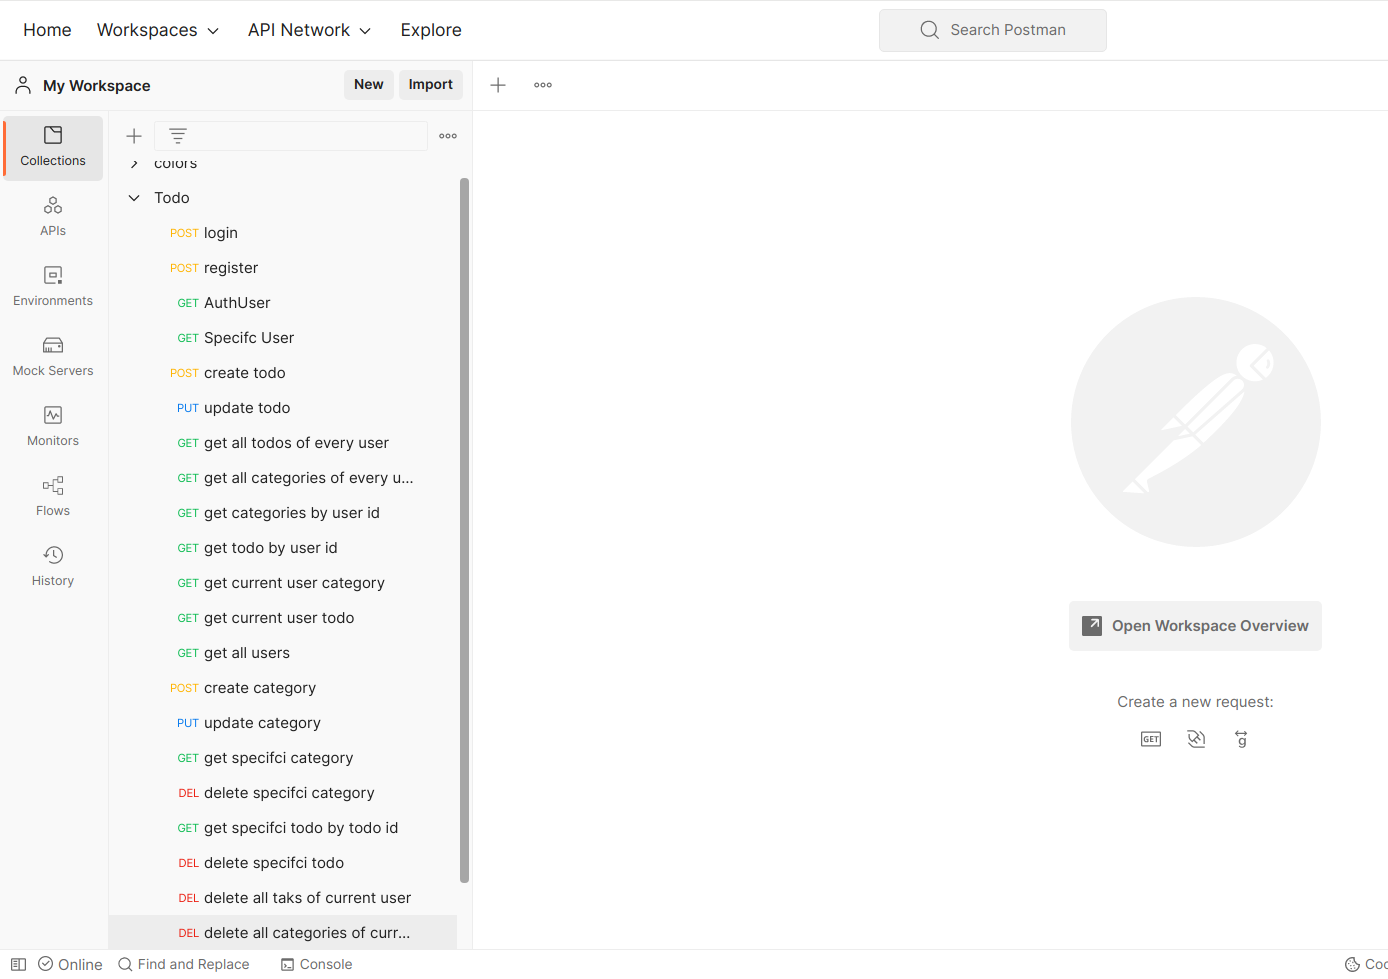 Home Workspaces API Network Explore Search Postman
My Workspace New Import
Collections
APIs
Environments
Mock Servers
Monitors
Flows
History
colors
Todo
POST login
POST register
GET AuthUser
GET Specifc User
POST create todo
PUT update todo
GET get all todos of every user
GET get all categories of every u...
GET get categories by user id
GET get todo by user id
GET get current user category
GET get current user todo
GET get all users
POST create category
PUT update category
GET get specifci category
DEL delete specifci category
GET get specifci todo by todo id
DEL delete specifci todo
DEL delete all taks of current user
DEL delete all categories of curr...
Open Workspace Overview
Create a new request:
GET g
Online Find and Replace Console Coo